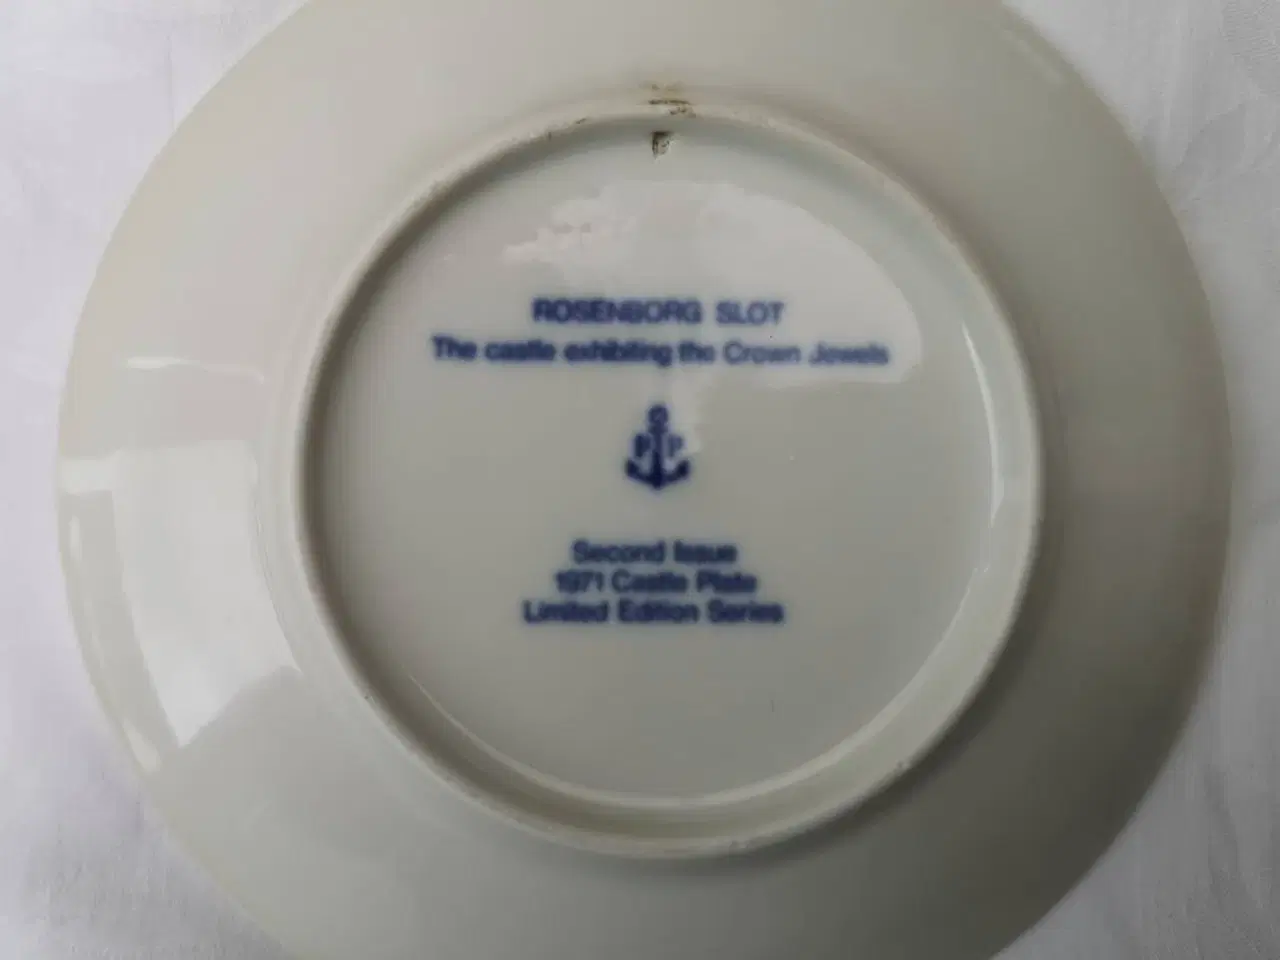 ROSENBORG SLOT
The castle exhibiting the Crown Jewels
P P
Second Issue
1971 Castle Plate
Limited Edition Series